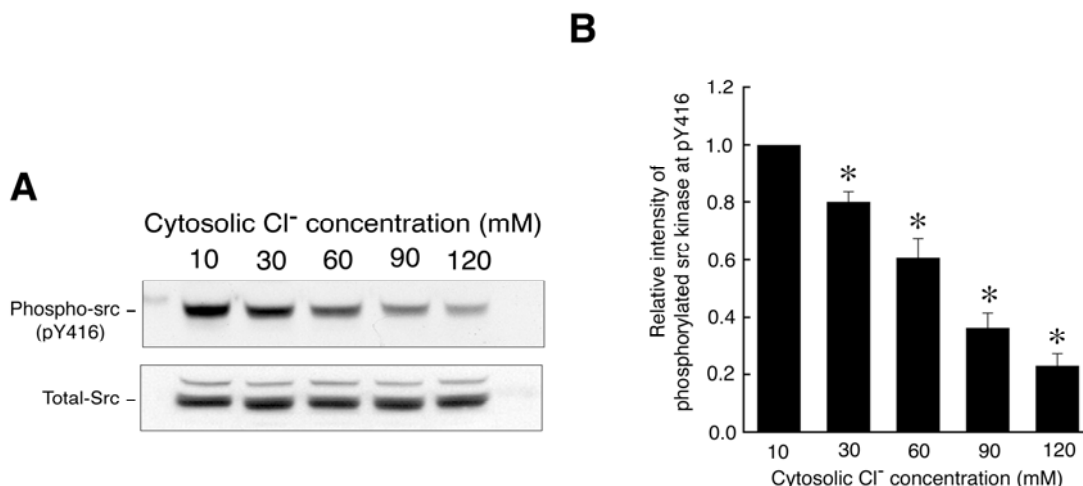 A
Cytosolic Cl⁻ concentration (mM)
10 30 60 90 120
Phospho-src –
(pY416)
Total-Src –
B
Relative intensity of
phosphorylated src kinase at pY416
1.2
1.0
0.8
0.6
0.4
0.2
0.0
* * * *
10 30 60 90 120
Cytosolic Cl⁻ concentration (mM)